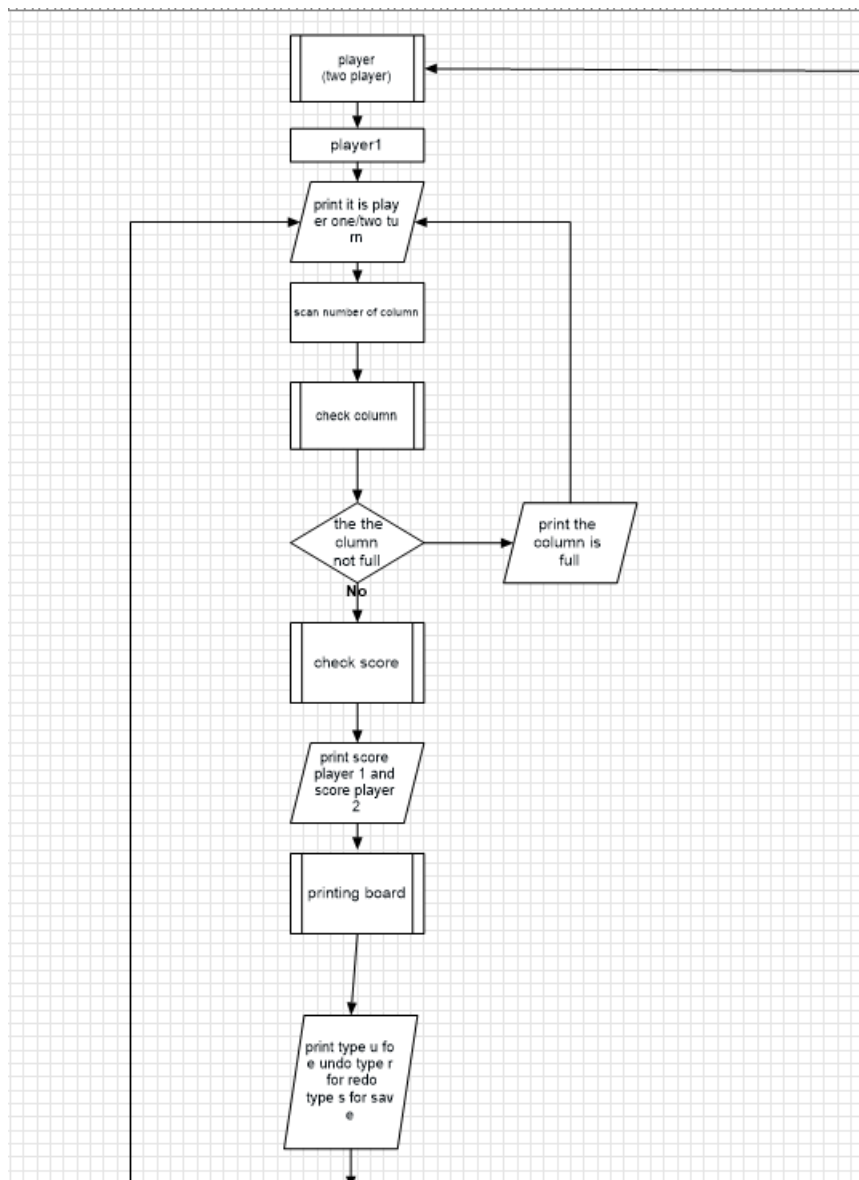 player
(two player)
player1
print it is play
er one/two tu
rn
scan number of column
check column
the the
clumn
not full
print the
column is
full
No
check score
print score
player 1 and
score player
2
printing board
print type u fo
e undo type r
for redo
type s for sav
e